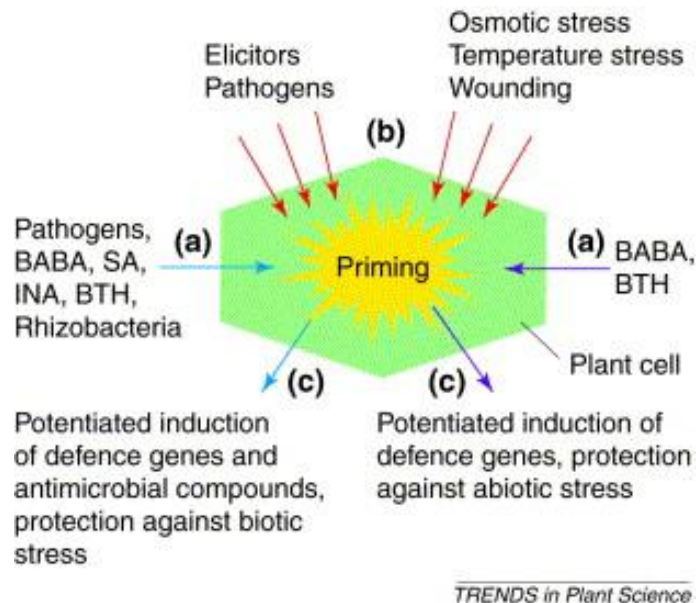 Elicitors
Pathogens
Osmotic stress
Temperature stress
Wounding
(b)
Pathogens,
BABA, SA,
INA, BTH,
Rhizobacteria
(a)
Priming
(a)
BABA,
BTH
Plant cell
(c)
(c)
Potentiated induction
of defence genes and
antimicrobial compounds,
protection against biotic
stress
Potentiated induction of
defence genes, protection
against abiotic stress
TRENDS in Plant Science